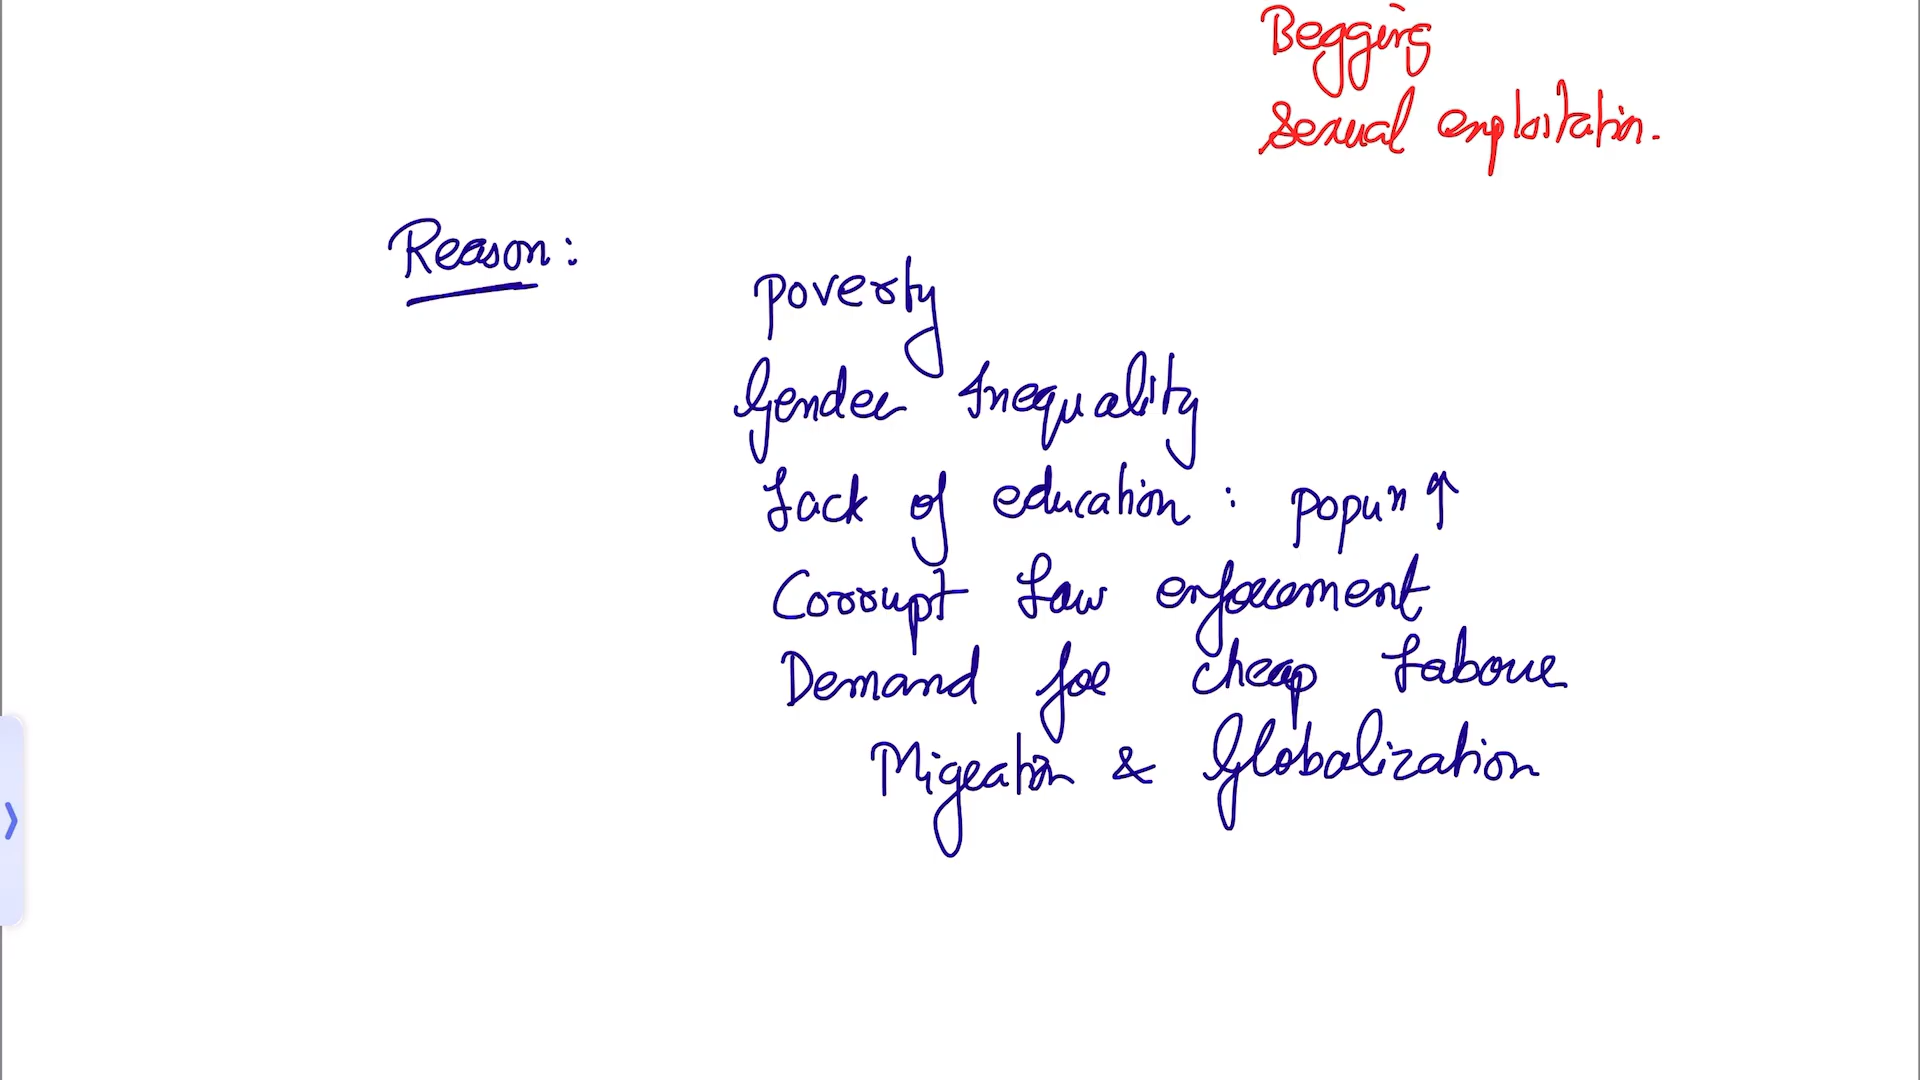 Begging
Sexual exploitation.
Reason:
Poverty
Gender Inequality
Lack of education : popuⁿ ↑
Corrupt Law enforcement
Demand for cheap Labour
Migration & Globalization